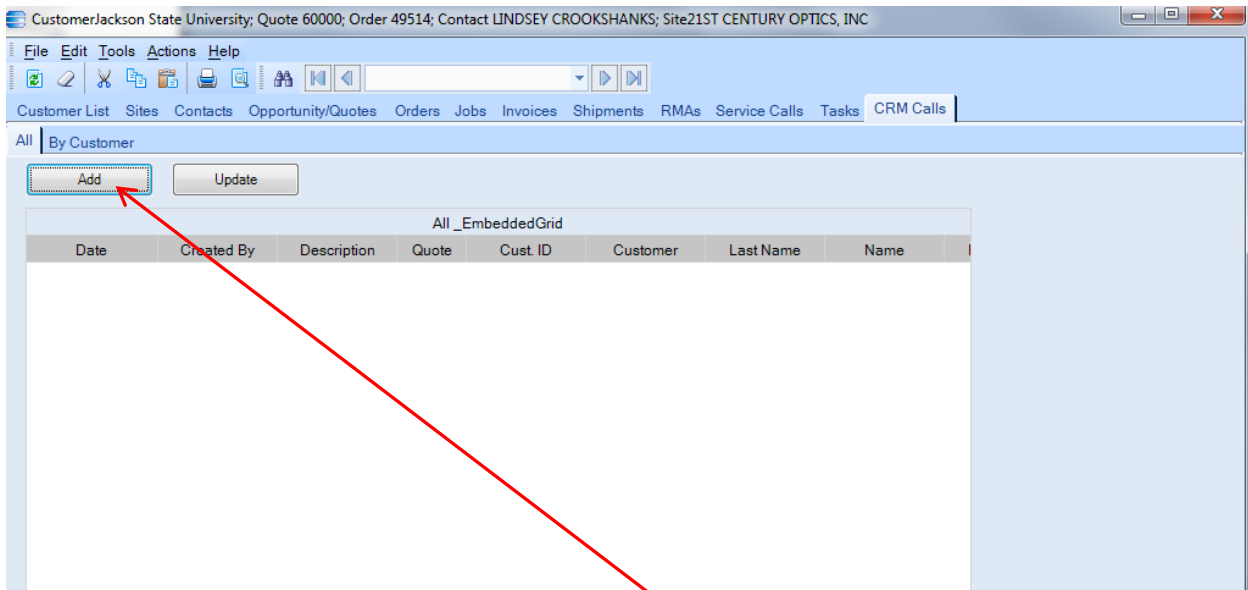 CustomerJackson State University; Quote 60000; Order 49514; Contact LINDSEY CROOKSHANKS; Site21ST CENTURY OPTICS, INC
File Edit Tools Actions Help
Customer List Sites Contacts Opportunity/Quotes Orders Jobs Invoices Shipments RMAs Service Calls Tasks CRM Calls
All By Customer
Add Update
All _EmbeddedGrid
Date Created By Description Quote Cust. ID Customer Last Name Name